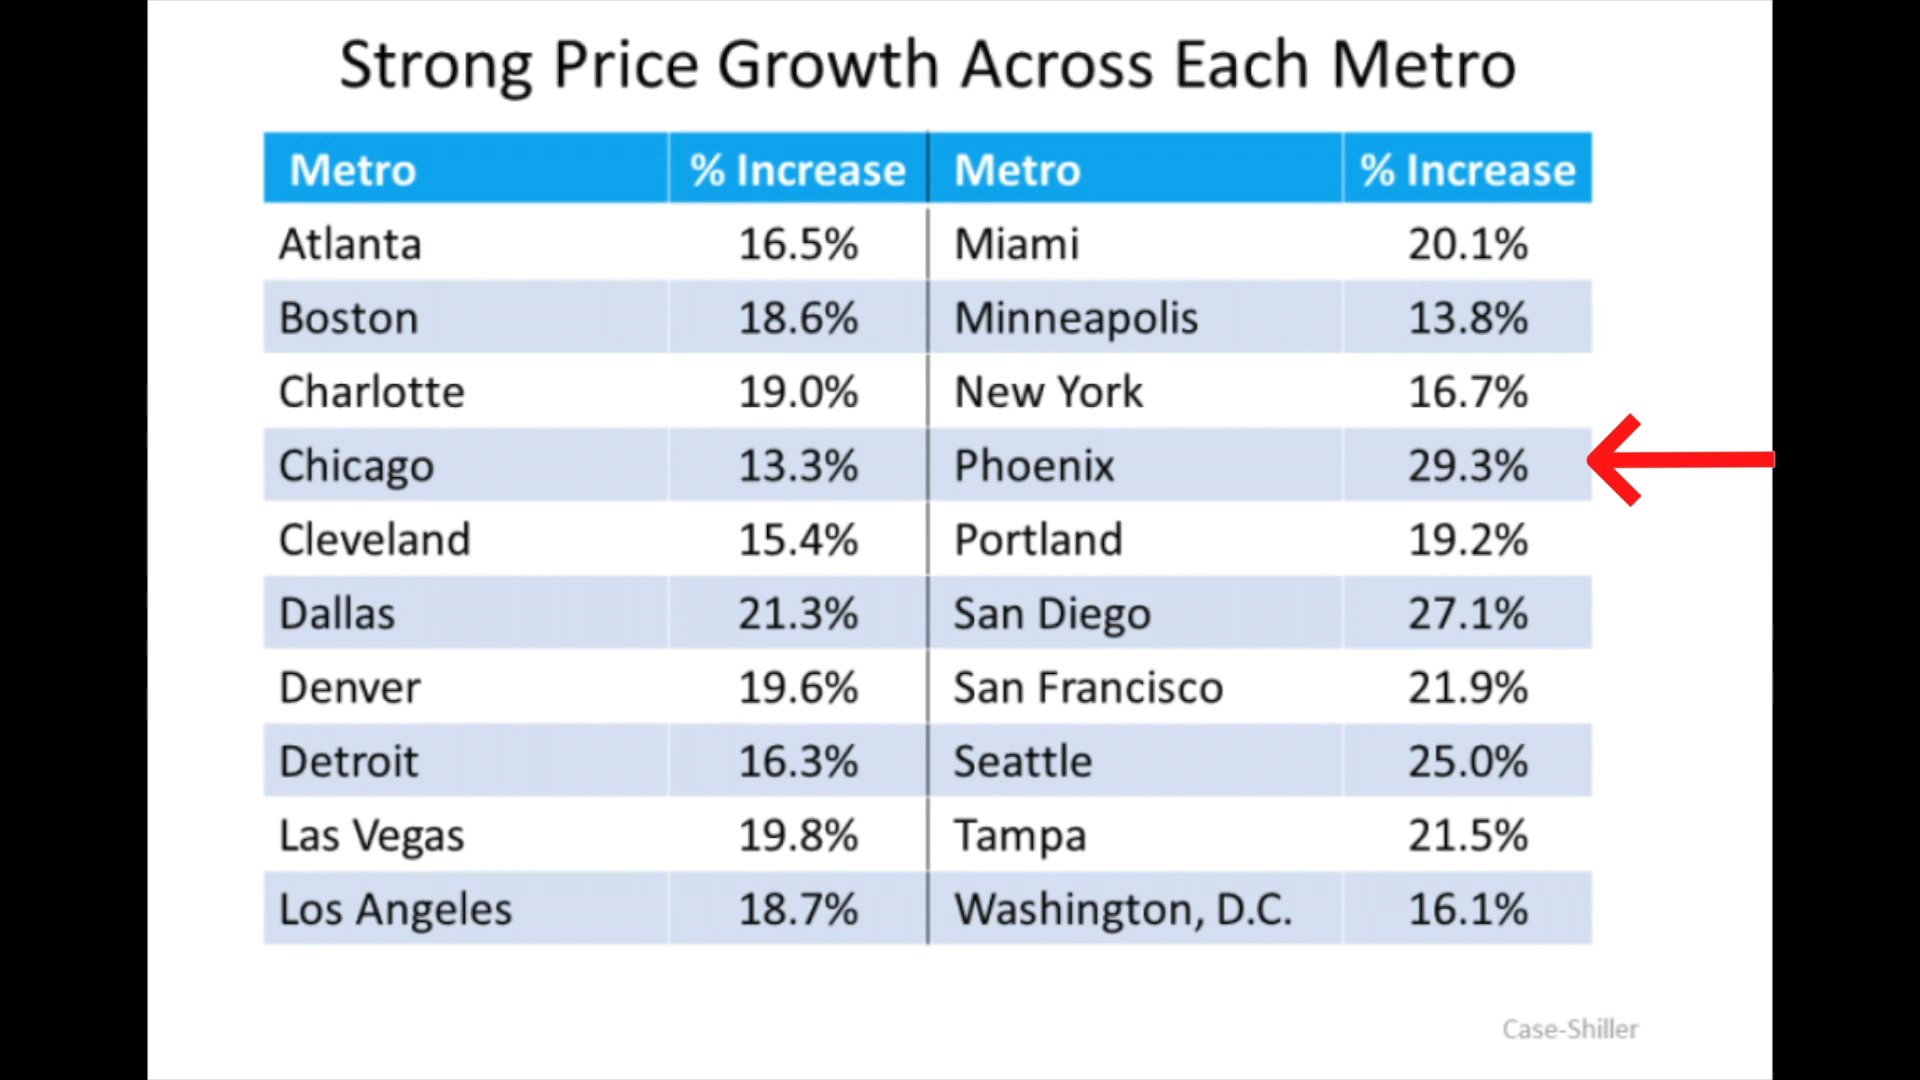 Strong Price Growth Across Each Metro
Metro % Increase Metro % Increase
Atlanta 16.5% Miami 20.1%
Boston 18.6% Minneapolis 13.8%
Charlotte 19.0% New York 16.7%
Chicago 13.3% Phoenix 29.3%
Cleveland 15.4% Portland 19.2%
Dallas 21.3% San Diego 27.1%
Denver 19.6% San Francisco 21.9%
Detroit 16.3% Seattle 25.0%
Las Vegas 19.8% Tampa 21.5%
Los Angeles 18.7% Washington, D.C. 16.1%
Case-Shiller